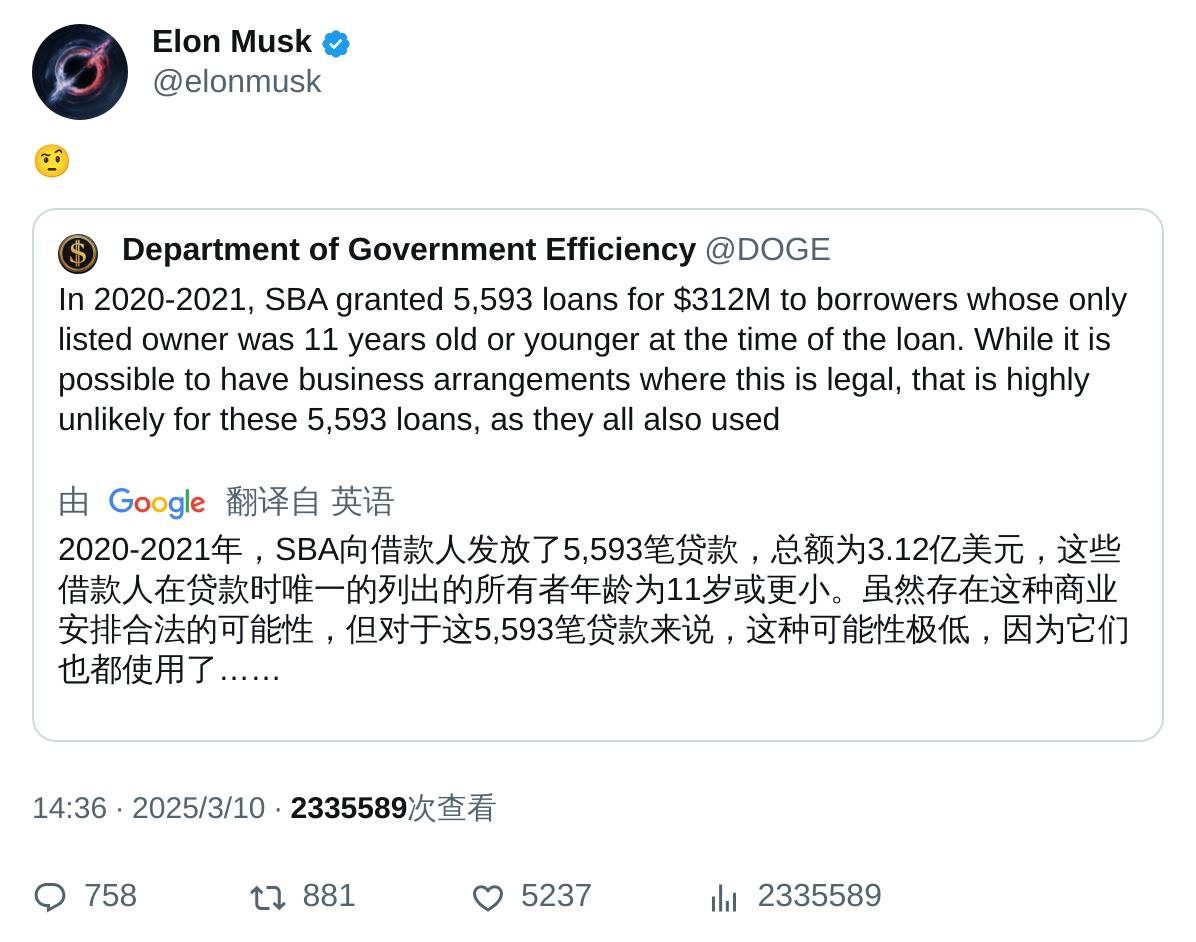 Elon Musk
@elonmusk
🤨
Department of Government Efficiency @DOGE
In 2020-2021, SBA granted 5,593 loans for $312M to borrowers whose only
listed owner was 11 years old or younger at the time of the loan. While it is
possible to have business arrangements where this is legal, that is highly
unlikely for these 5,593 loans, as they all also used
由 Google 翻译自 英语
2020-2021年，SBA向借款人发放了5,593笔贷款，总额为3.12亿美元，这些
借款人在贷款时唯一的列出的所有者年龄为11岁或更小。虽然存在这种商业
安排合法的可能性，但对于这5,593笔贷款来说，这种可能性极低，因为它们
也都使用了……
14:36 · 2025/3/10 · 2335589次查看
758 881 5237 2335589